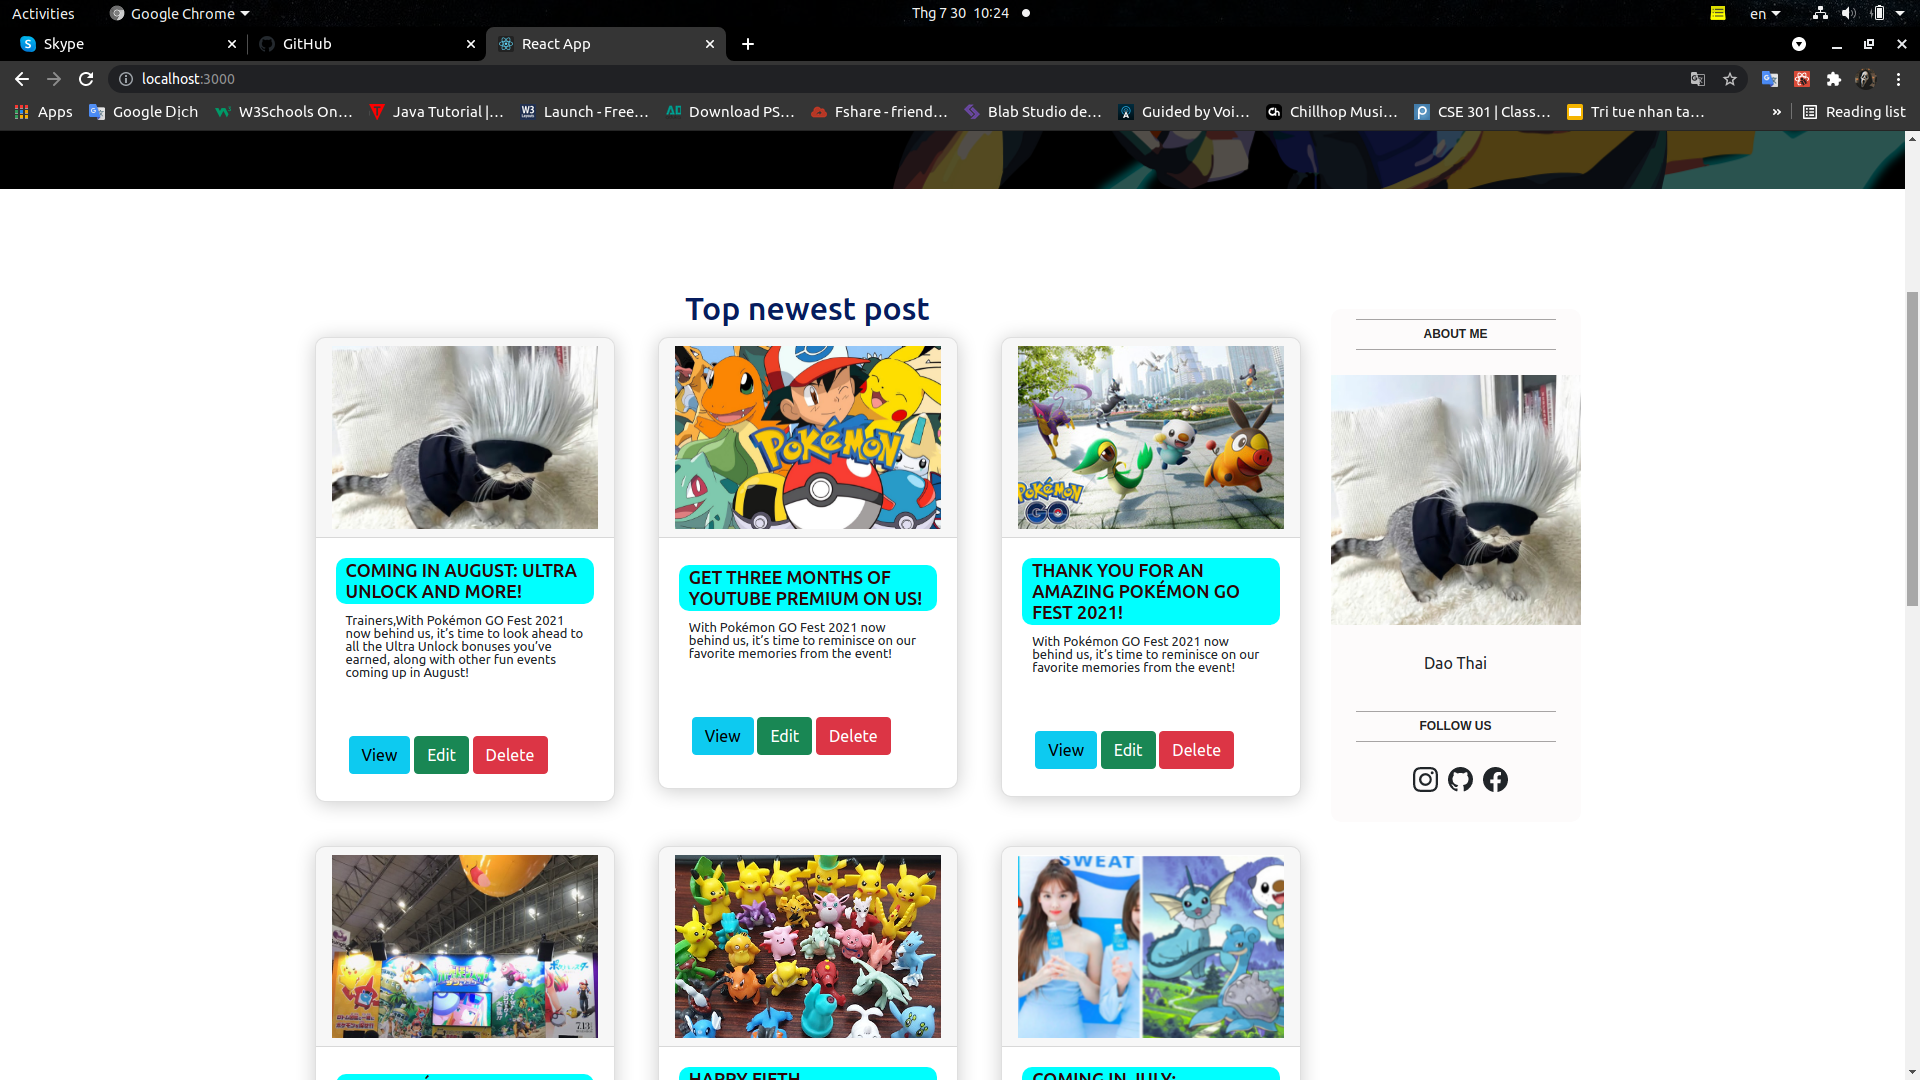 Activities
Google Chrome
Thg 7 30 10:24
en
Skype
GitHub
React App
localhost:3000
Apps
Google Dịch
W3Schools On...
Java Tutorial |...
Launch - Free...
Download PS...
Fshare - friend...
Blab Studio de...
Guided by Voi...
Chillhop Musi...
CSE 301 | Class...
Tri tue nhan ta...
»
Reading list
Top newest post
POKéMON
POKéMON
GO
COMING IN AUGUST: ULTRA
UNLOCK AND MORE!
Trainers,With Pokémon GO Fest 2021
now behind us, it’s time to look ahead to
all the Ultra Unlock bonuses you’ve
earned, along with other fun events
coming up in August!
View
Edit
Delete
GET THREE MONTHS OF
YOUTUBE PREMIUM ON US!
With Pokémon GO Fest 2021 now
behind us, it’s time to reminisce on our
favorite memories from the event!
View
Edit
Delete
THANK YOU FOR AN
AMAZING POKÉMON GO
FEST 2021!
With Pokémon GO Fest 2021 now
behind us, it’s time to reminisce on our
favorite memories from the event!
View
Edit
Delete
ABOUT ME
Dao Thai
FOLLOW US
7.13
SWEAT
HAPPY FIFTH
COMING IN JULY: